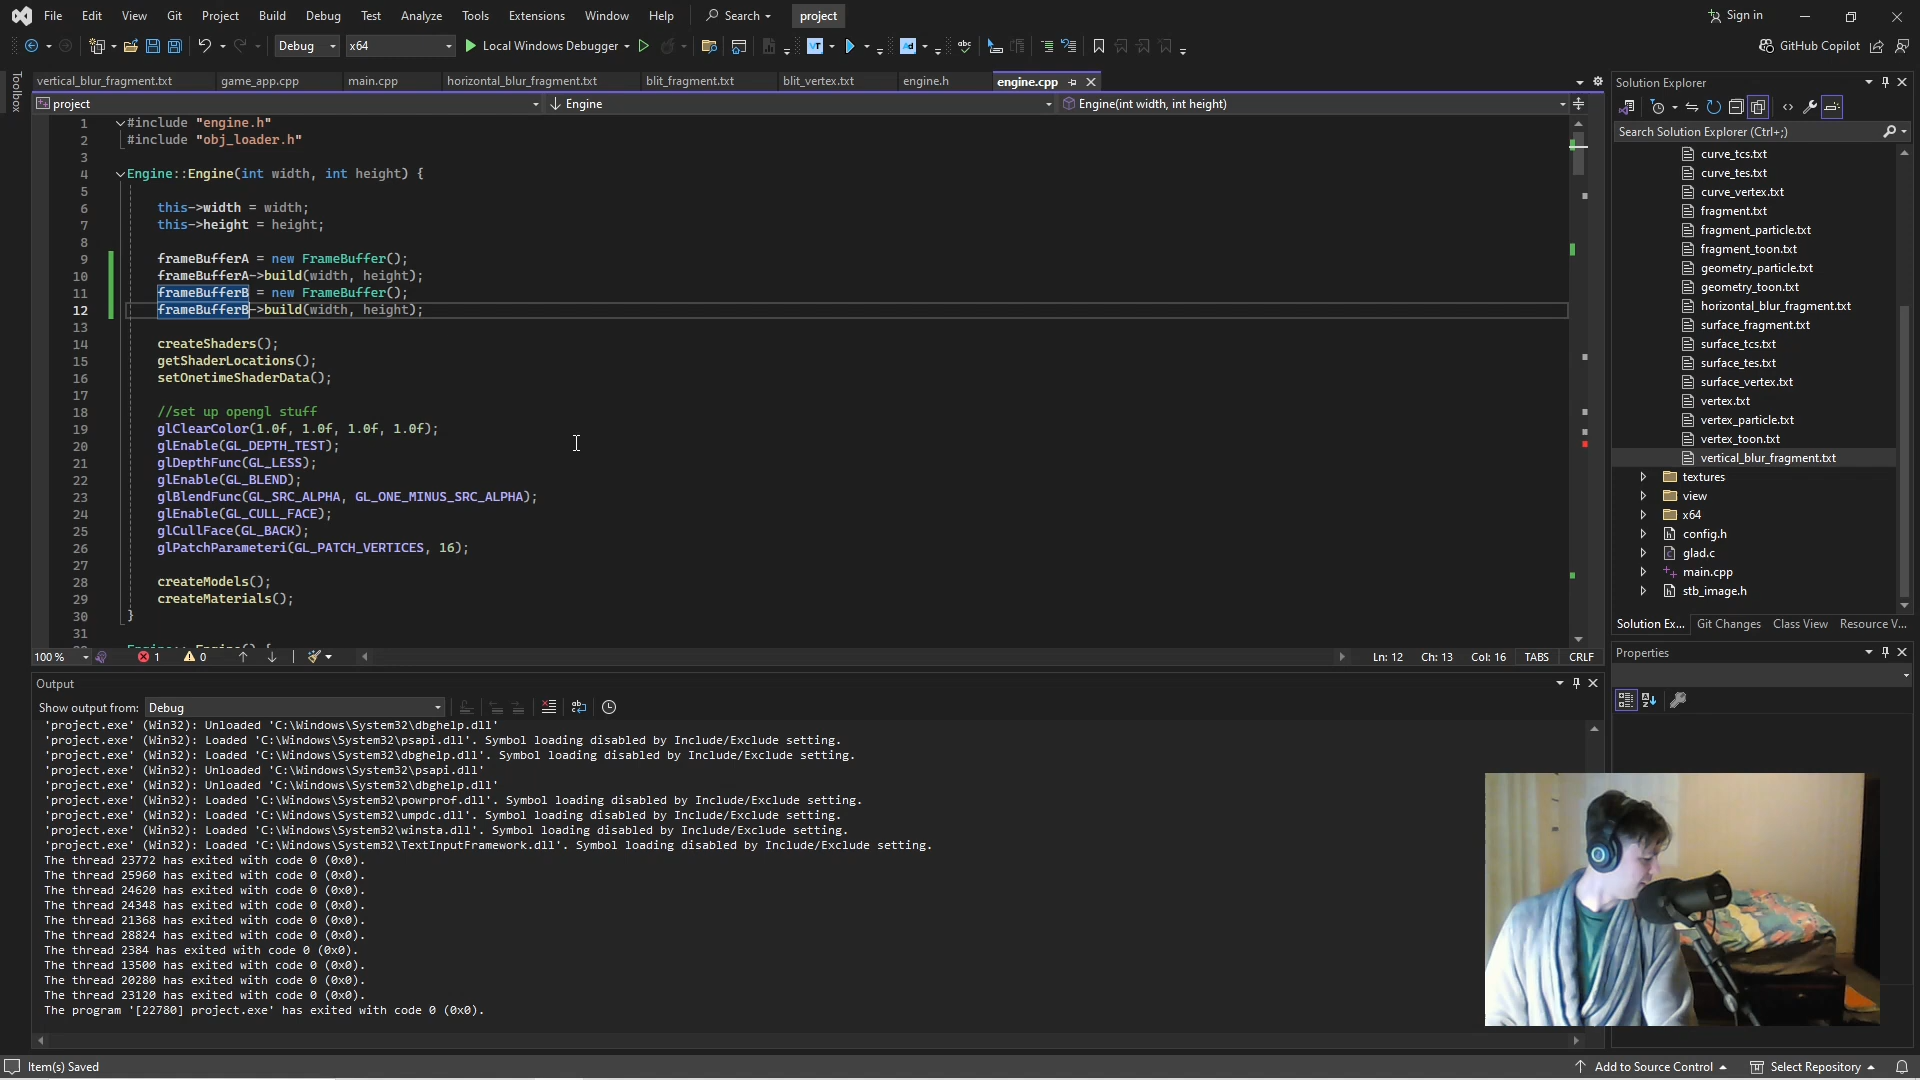 File Edit View Git Project Build Debug Test Analyze Tools Extensions Window Help Search project Sign in
Debug x64 Local Windows Debugger GitHub Copilot
vertical_blur_fragment.txt game_app.cpp main.cpp horizontal_blur_fragment.txt blit_fragment.txt blit_vertex.txt engine.h engine.cpp
project Engine Engine(int width, int height)
Toolbox
1 #include "engine.h"
2 #include "obj_loader.h"
3
4 Engine::Engine(int width, int height) {
5
6 this->width = width;
7 this->height = height;
8
9 frameBufferA = new FrameBuffer();
10 frameBufferA->build(width, height);
11 frameBufferB = new FrameBuffer();
12 frameBufferB->build(width, height);
13
14 createShaders();
15 getShaderLocations();
16 setOnetimeShaderData();
17
18 //set up opengl stuff
19 glClearColor(1.0f, 1.0f, 1.0f, 1.0f);
20 glEnable(GL_DEPTH_TEST);
21 glDepthFunc(GL_LESS);
22 glEnable(GL_BLEND);
23 glBlendFunc(GL_SRC_ALPHA, GL_ONE_MINUS_SRC_ALPHA);
24 glEnable(GL_CULL_FACE);
25 glCullFace(GL_BACK);
26 glPatchParameteri(GL_PATCH_VERTICES, 16);
27
28 createModels();
29 createMaterials();
30 }
31
100 % 1 0 Ln: 12 Ch: 13 Col: 16 TABS CRLF
Output
Show output from: Debug
'project.exe' (Win32): Unloaded 'C:\Windows\System32\dbghelp.dll'
'project.exe' (Win32): Loaded 'C:\Windows\System32\psapi.dll'. Symbol loading disabled by Include/Exclude setting.
'project.exe' (Win32): Loaded 'C:\Windows\System32\dbghelp.dll'. Symbol loading disabled by Include/Exclude setting.
'project.exe' (Win32): Unloaded 'C:\Windows\System32\psapi.dll'
'project.exe' (Win32): Unloaded 'C:\Windows\System32\dbghelp.dll'
'project.exe' (Win32): Loaded 'C:\Windows\System32\powrprof.dll'. Symbol loading disabled by Include/Exclude setting.
'project.exe' (Win32): Loaded 'C:\Windows\System32\umpdc.dll'. Symbol loading disabled by Include/Exclude setting.
'project.exe' (Win32): Loaded 'C:\Windows\System32\winsta.dll'. Symbol loading disabled by Include/Exclude setting.
'project.exe' (Win32): Loaded 'C:\Windows\System32\TextInputFramework.dll'. Symbol loading disabled by Include/Exclude setting.
The thread 23772 has exited with code 0 (0x0).
The thread 25960 has exited with code 0 (0x0).
The thread 24620 has exited with code 0 (0x0).
The thread 24348 has exited with code 0 (0x0).
The thread 21368 has exited with code 0 (0x0).
The thread 28824 has exited with code 0 (0x0).
The thread 2384 has exited with code 0 (0x0).
The thread 13500 has exited with code 0 (0x0).
The thread 20280 has exited with code 0 (0x0).
The thread 23120 has exited with code 0 (0x0).
The program '[22780] project.exe' has exited with code 0 (0x0).
Solution Explorer
Search Solution Explorer (Ctrl+;)
curve_tcs.txt
curve_tes.txt
curve_vertex.txt
fragment.txt
fragment_particle.txt
fragment_toon.txt
geometry_particle.txt
geometry_toon.txt
horizontal_blur_fragment.txt
surface_fragment.txt
surface_tcs.txt
surface_tes.txt
surface_vertex.txt
vertex.txt
vertex_particle.txt
vertex_toon.txt
vertical_blur_fragment.txt
textures
view
x64
config.h
glad.c
main.cpp
stb_image.h
Solution Ex... Git Changes Class View Resource V...
Properties
Item(s) Saved Add to Source Control Select Repository